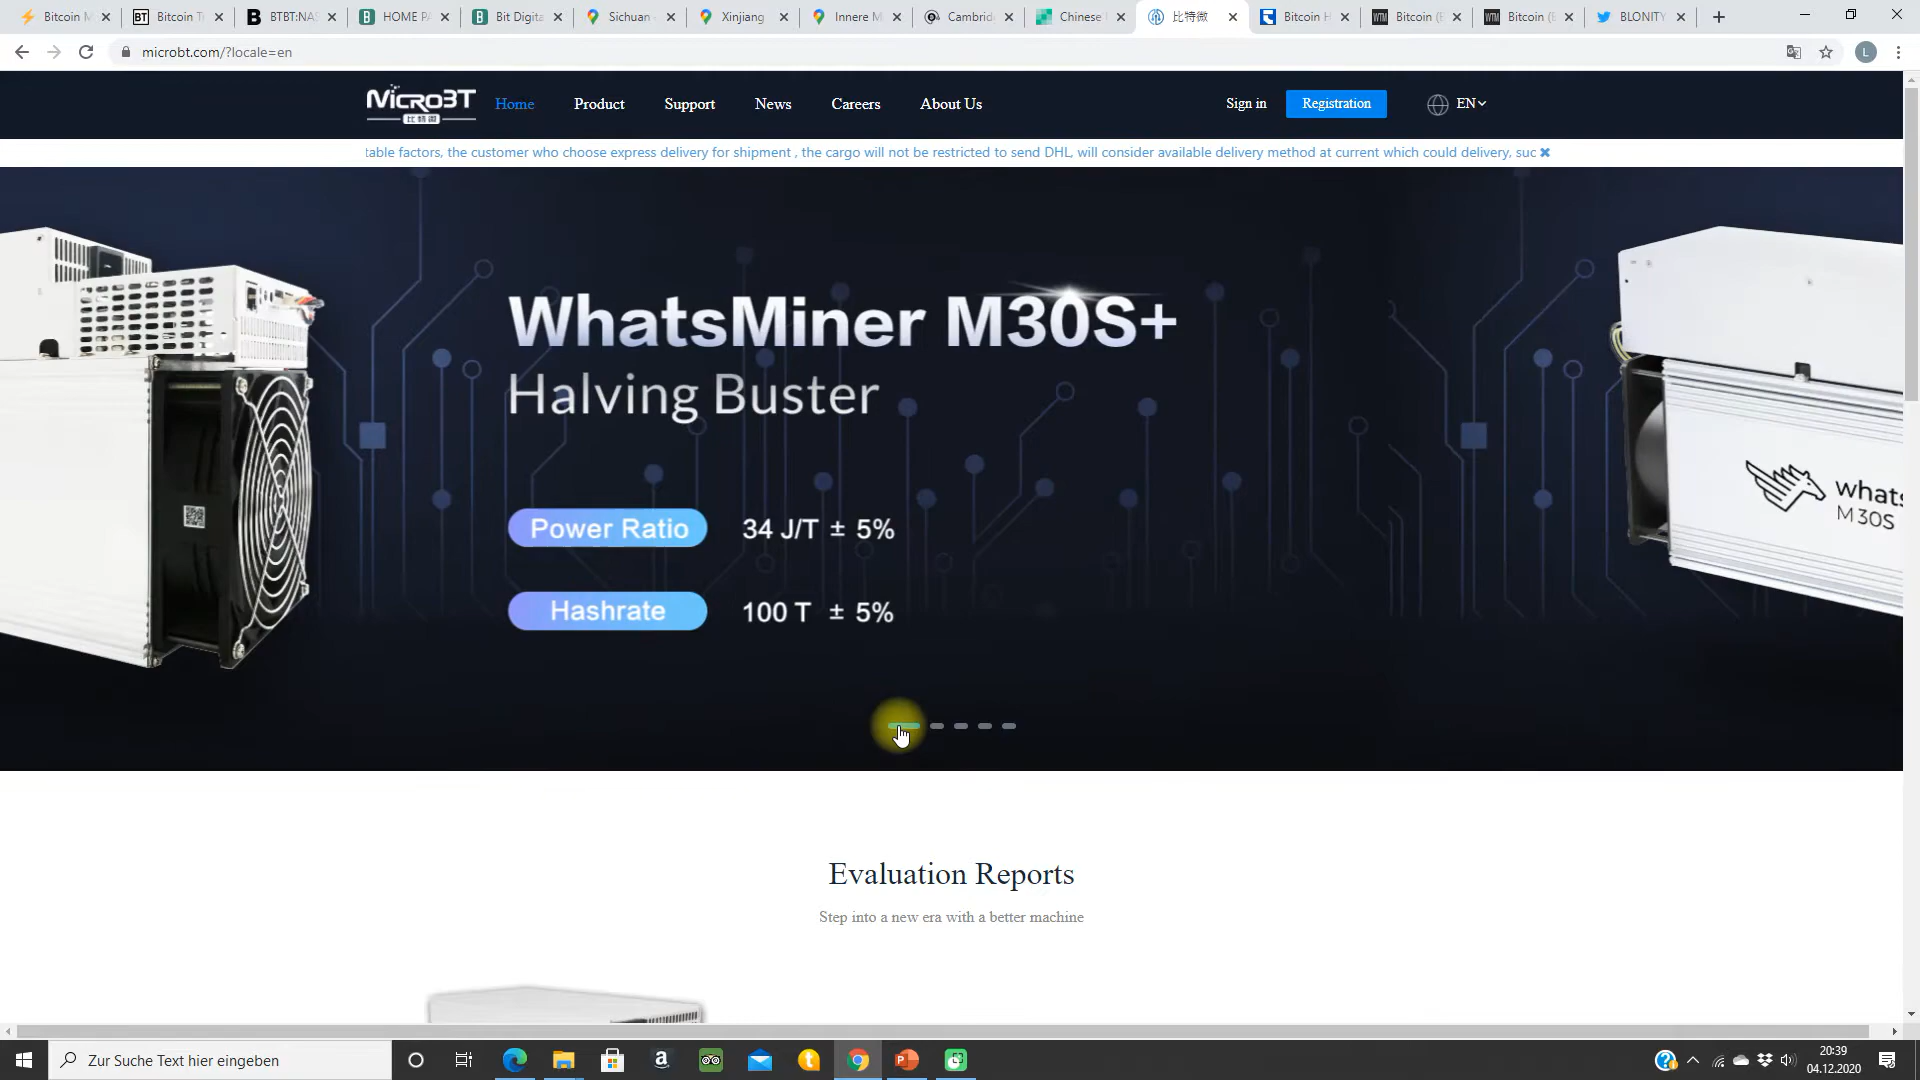 Bitcoin M
Bitcoin Tr
BTBT:NAS
HOME PA
Bit Digita
Sichuan
Xinjiang
Innere M
Cambrid
Chinese
比特微
Bitcoin H
Bitcoin (B
Bitcoin (B
BLONITY
microbt.com/?locale=en
L
MicroBT
比特微
Home
Product
Support
News
Careers
About Us
Sign in
Registration
EN
table factors, the customer who choose express delivery for shipment , the cargo will not be restricted to send DHL, will consider available delivery method at current which could delivery, suc
WhatsMiner M30S+
Halving Buster
Power Ratio 34 J/T ± 5%
Hashrate 100 T ± 5%
whats
M30S
Evaluation Reports
Step into a new era with a better machine
Zur Suche Text hier eingeben
20:39
04.12.2020